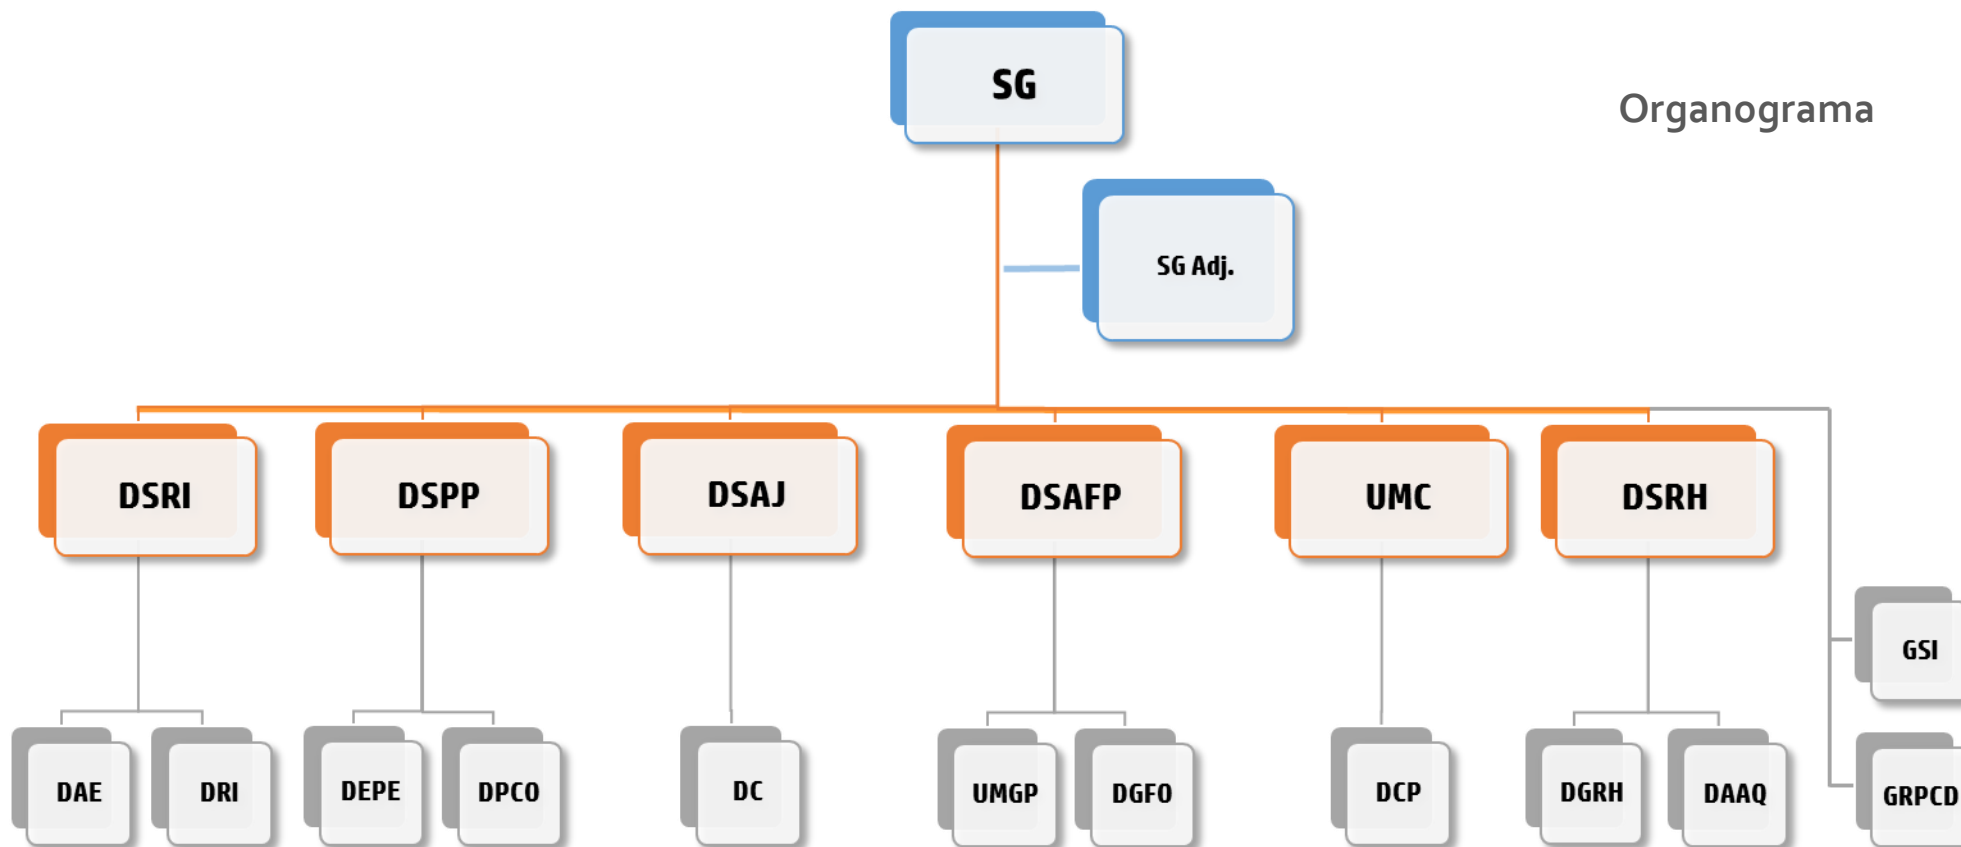 SG
Organograma
SG Adj.
DSRI
DSPP
DSAJ
DSAFP
UMC
DSRH
GSI
DAE
DRI
DEPE
DPCO
DC
UMGP
DGFO
DCP
DGRH
DAAQ
GRPCD